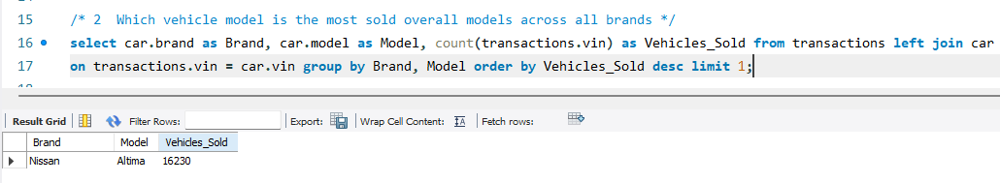 15 /* 2 Which vehicle model is the most sold overall models across all brands */
16 select car.brand as Brand, car.model as Model, count(transactions.vin) as Vehicles_Sold from transactions left join car
17 on transactions.vin = car.vin group by Brand, Model order by Vehicles_Sold desc limit 1;
Result Grid Filter Rows: Export: Wrap Cell Content: IA Fetch rows:
Brand Model Vehicles_Sold
Nissan Altima 16230